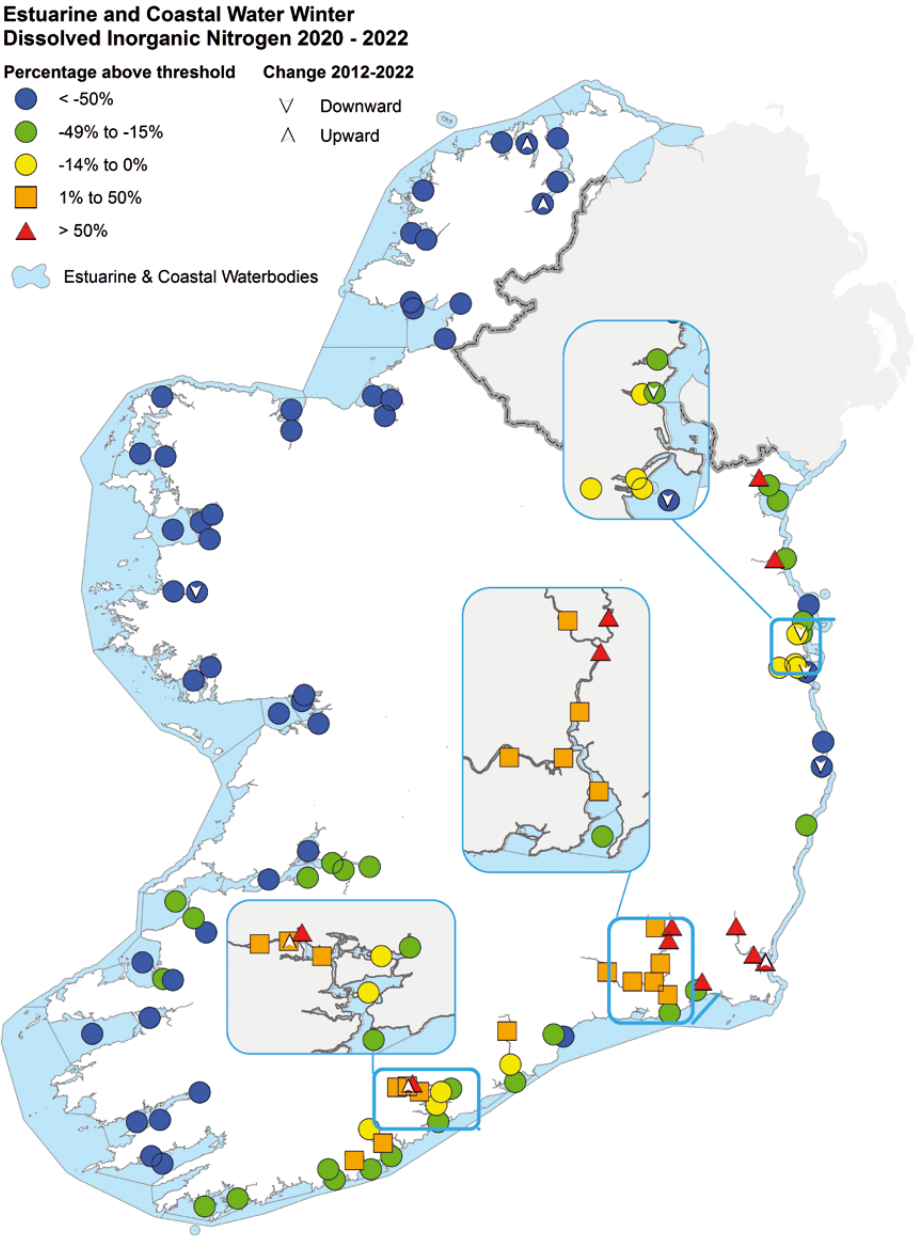 Estuarine and Coastal Water Winter
Dissolved Inorganic Nitrogen 2020 - 2022
Percentage above threshold
< -50%
-49% to -15%
-14% to 0%
1% to 50%
> 50%
Estuarine & Coastal Waterbodies
Change 2012-2022
Downward
Upward